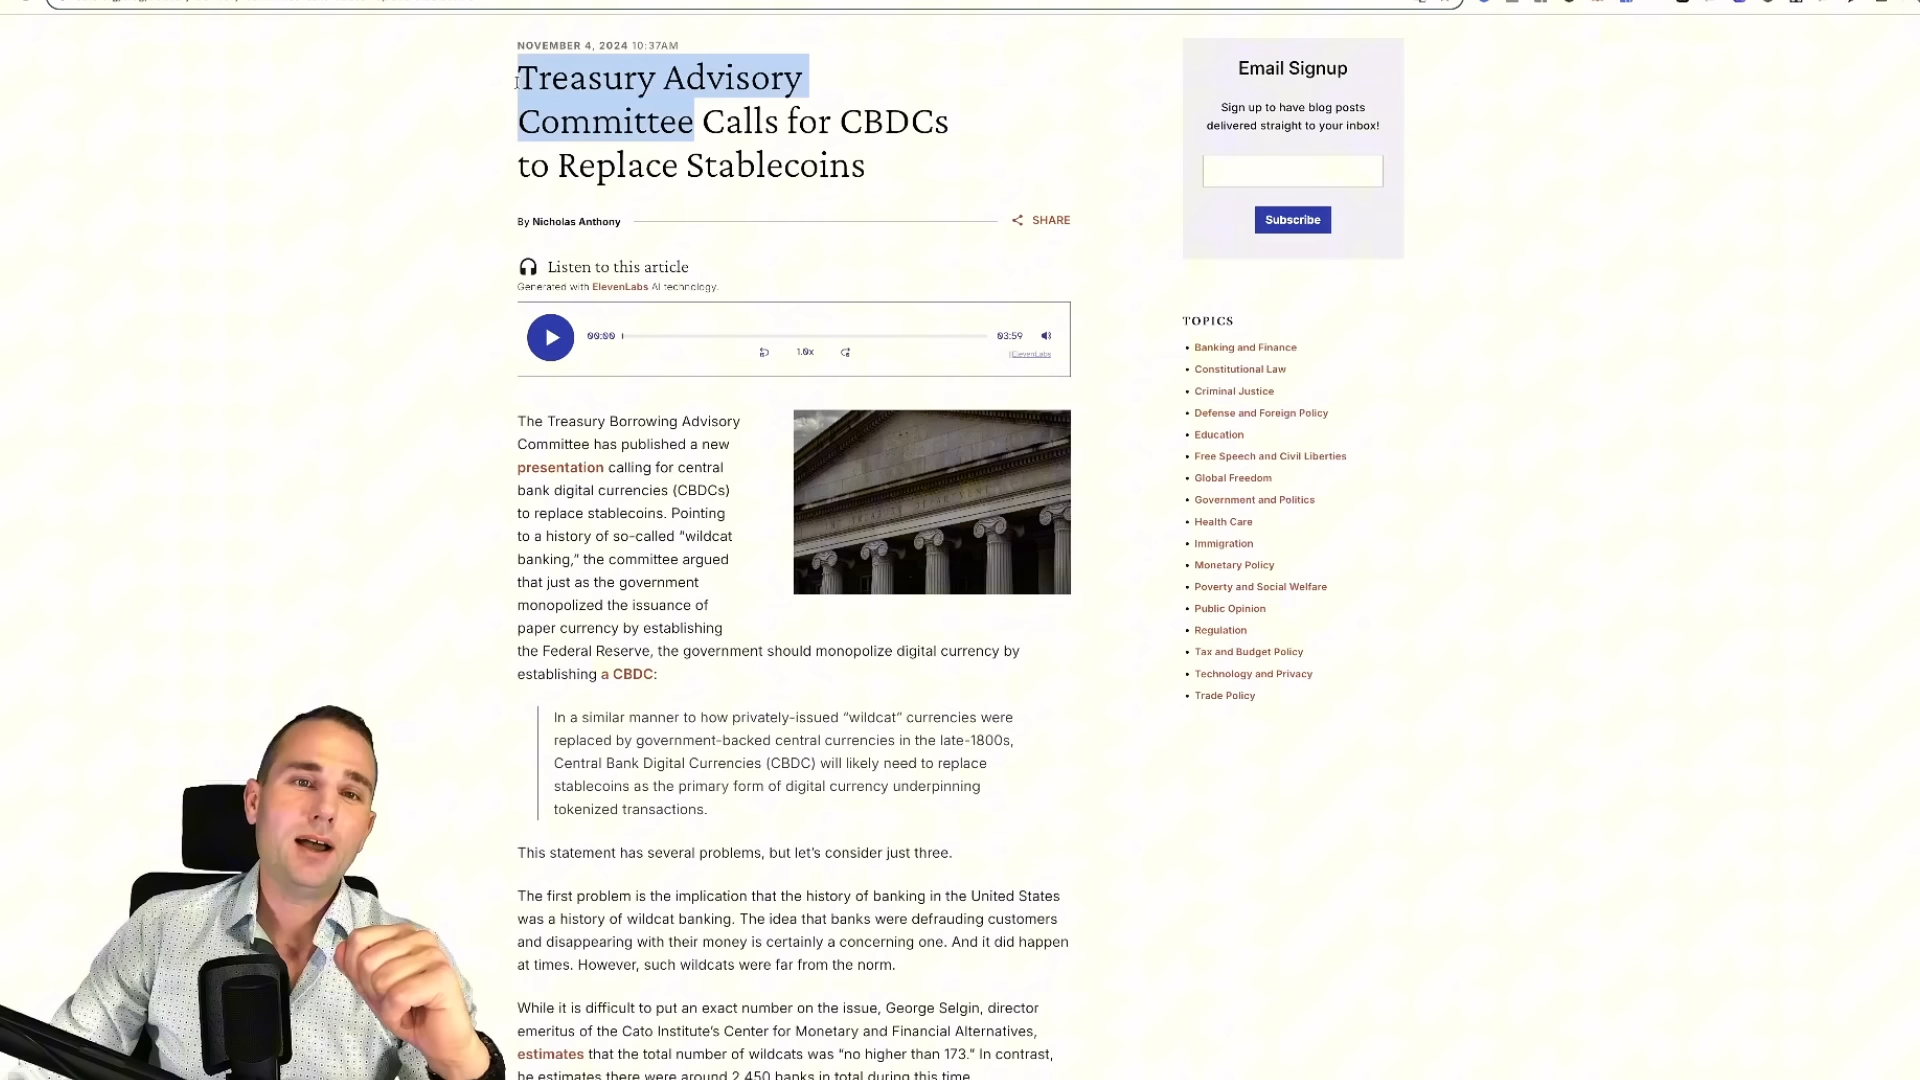 NOVEMBER 4, 2024 10:37AM
Treasury Advisory
Committee Calls for CBDCs
to Replace Stablecoins
By Nicholas Anthony
SHARE
Listen to this article
Generated with ElevenLabs AI technology.
00:00
03:59
1.0x
IIElevenLabs
The Treasury Borrowing Advisory
Committee has published a new
presentation calling for central
bank digital currencies (CBDCs)
to replace stablecoins. Pointing
to a history of so-called “wildcat
banking,” the committee argued
that just as the government
monopolized the issuance of
paper currency by establishing
the Federal Reserve, the government should monopolize digital currency by
establishing a CBDC:
In a similar manner to how privately-issued “wildcat” currencies were
replaced by government-backed central currencies in the late-1800s,
Central Bank Digital Currencies (CBDC) will likely need to replace
stablecoins as the primary form of digital currency underpinning
tokenized transactions.
This statement has several problems, but let’s consider just three.
The first problem is the implication that the history of banking in the United States
was a history of wildcat banking. The idea that banks were defrauding customers
and disappearing with their money is certainly a concerning one. And it did happen
at times. However, such wildcats were far from the norm.
While it is difficult to put an exact number on the issue, George Selgin, director
emeritus of the Cato Institute’s Center for Monetary and Financial Alternatives,
estimates that the total number of wildcats was “no higher than 173.” In contrast,
he estimates there were around 2,450 banks in total during this time.
Email Signup
Sign up to have blog posts
delivered straight to your inbox!
Subscribe
TOPICS
Banking and Finance
Constitutional Law
Criminal Justice
Defense and Foreign Policy
Education
Free Speech and Civil Liberties
Global Freedom
Government and Politics
Health Care
Immigration
Monetary Policy
Poverty and Social Welfare
Public Opinion
Regulation
Tax and Budget Policy
Technology and Privacy
Trade Policy